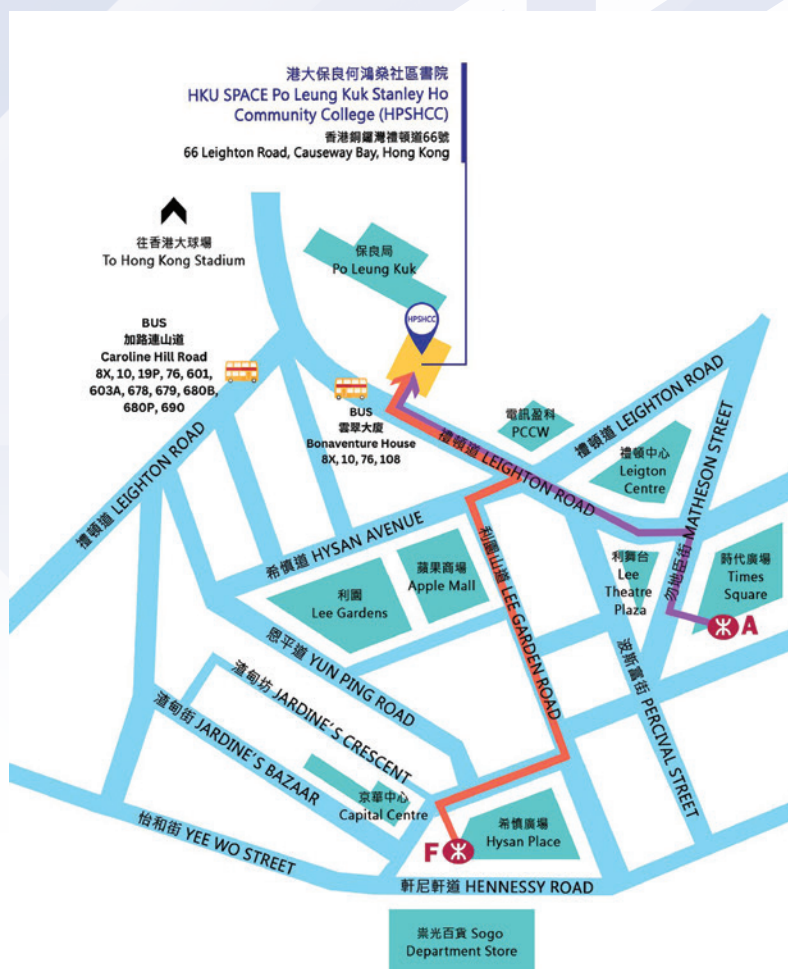 港大保良何鴻燊社區書院
HKU SPACE Po Leung Kuk Stanley Ho
Community College (HPSHCC)
香港銅鑼灣禮頓道66號
66 Leighton Road, Causeway Bay, Hong Kong
往香港大球場
To Hong Kong Stadium
保良局
Po Leung Kuk
HPSHCC
BUS
加路連山道
Caroline Hill Road
8X, 10, 19P, 76, 601,
603A, 678, 679, 680B,
680P, 690
BUS
雲翠大廈
Bonaventure House
8X, 10, 76, 108
電訊盈科
PCCW
禮頓道 LEIGHTON ROAD
禮頓中心
Leigton
Centre
禮頓道 LEIGHTON ROAD
禮頓道 LEIGHTON ROAD
勿地臣街 MATHESON STREET
希慎道 HYSAN AVENUE
利園山道 LEE GARDEN ROAD
蘋果商場
Apple Mall
利園
Lee Gardens
利舞台
Lee
Theatre
Plaza
時代廣場
Times
Square
A
恩平道 YUN PING ROAD
渣甸坊 JARDINE'S CRESCENT
渣甸街 JARDINE'S BAZAAR
波斯富街 PERCIVAL STREET
京華中心
Capital Centre
希慎廣場
Hysan Place
F
怡和街 YEE WO STREET
軒尼軒道 HENNESSY ROAD
崇光百貨 Sogo
Department Store